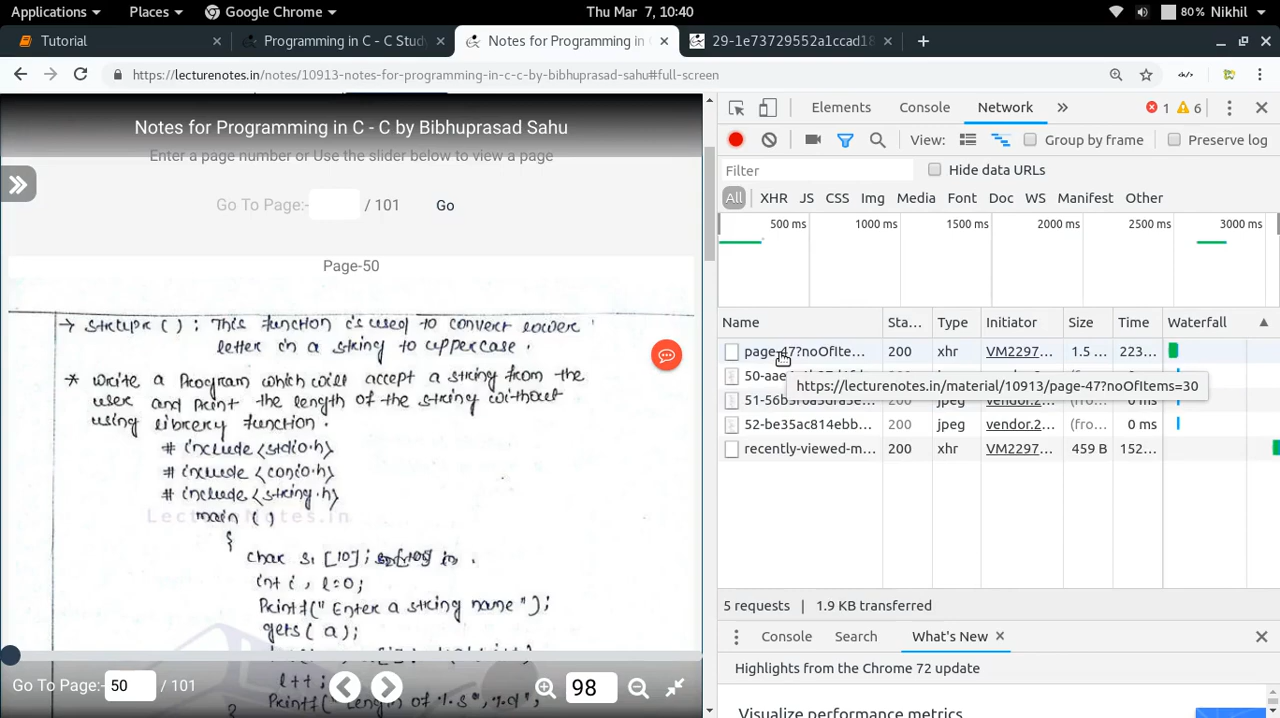 Applications Places Google Chrome Thu Mar 7, 10:40 80% Nikhil
Tutorial Programming in C - C Stud Notes for Programming in 29-1e73729552a1ccad18
https://lecturenotes.in/notes/10913-notes-for-programming-in-c-c-by-bibhuprasad-sahu#full-screen
Notes for Programming in C - C by Bibhuprasad Sahu
Enter a page number or Use the slider below to view a page
Go To Page:- / 101 Go
Page-50
→ strupr ( ) : This function is used to convert lower
letter in a string to uppercase.
* Write a Program which will accept a string from the
user and Print the length of the string without
using library function.
# include <stdio.h>
# include <conio.h>
# include <string.h>
LectureNotes.in
main ( )
{
char s1 [10];
int i , l=0;
Printf(" Enter a string name ");
gets( a);
l++ ;
Printf(" Length of %s", %d",
Go To Page:- 50 / 101 98
Elements Console Network 1 6
View: Group by frame Preserve log
Filter Hide data URLs
All XHR JS CSS Img Media Font Doc WS Manifest Other
500 ms 1000 ms 1500 ms 2000 ms 2500 ms 3000 ms
Name Sta... Type Initiator Size Time Waterfall
page-47?noOfIte... 200 xhr VM2297... 1.5 ... 223...
https://lecturenotes.in/material/10913/page-47?noOfItems=30
200 jpeg vendor.2... (fro... 0 ms
52-be35ac814ebb... 200 jpeg vendor.2... (fro... 0 ms
recently-viewed-m... 200 xhr VM2297... 459 B 152...
5 requests | 1.9 KB transferred
Console Search What's New
Highlights from the Chrome 72 update
Visualize performance metrics